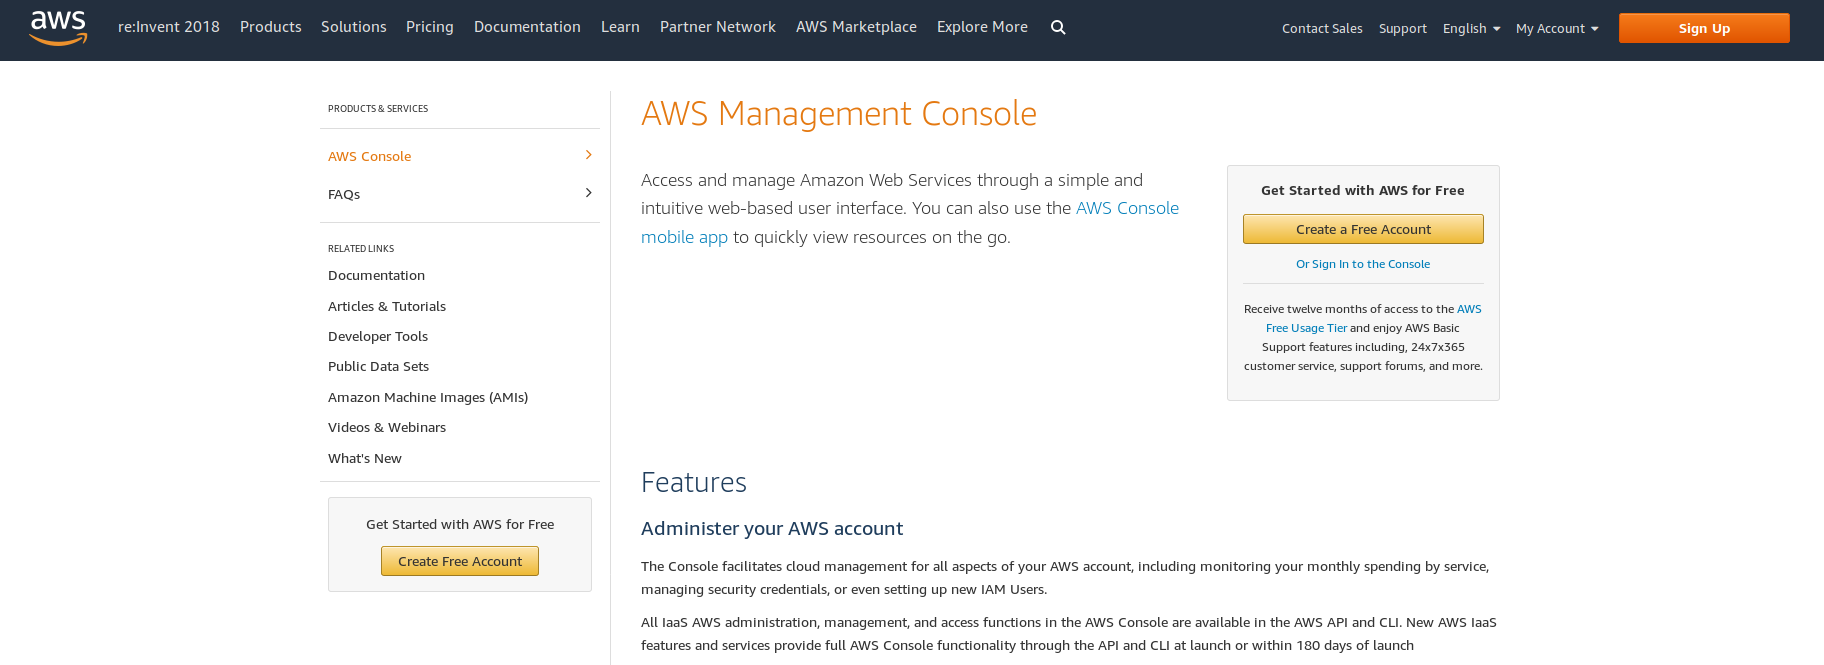 aws
re:Invent 2018 Products Solutions Pricing Documentation Learn Partner Network AWS Marketplace Explore More
Contact Sales Support English My Account Sign Up
PRODUCTS & SERVICES
AWS Console
FAQs
RELATED LINKS
Documentation
Articles & Tutorials
Developer Tools
Public Data Sets
Amazon Machine Images (AMIs)
Videos & Webinars
What's New
Get Started with AWS for Free
Create Free Account
AWS Management Console
Access and manage Amazon Web Services through a simple and
intuitive web-based user interface. You can also use the AWS Console
mobile app to quickly view resources on the go.
Get Started with AWS for Free
Create a Free Account
Or Sign In to the Console
Receive twelve months of access to the AWS
Free Usage Tier and enjoy AWS Basic
Support features including, 24x7x365
customer service, support forums, and more.
Features
Administer your AWS account
The Console facilitates cloud management for all aspects of your AWS account, including monitoring your monthly spending by service,
managing security credentials, or even setting up new IAM Users.
All IaaS AWS administration, management, and access functions in the AWS Console are available in the AWS API and CLI. New AWS IaaS
features and services provide full AWS Console functionality through the API and CLI at launch or within 180 days of launch